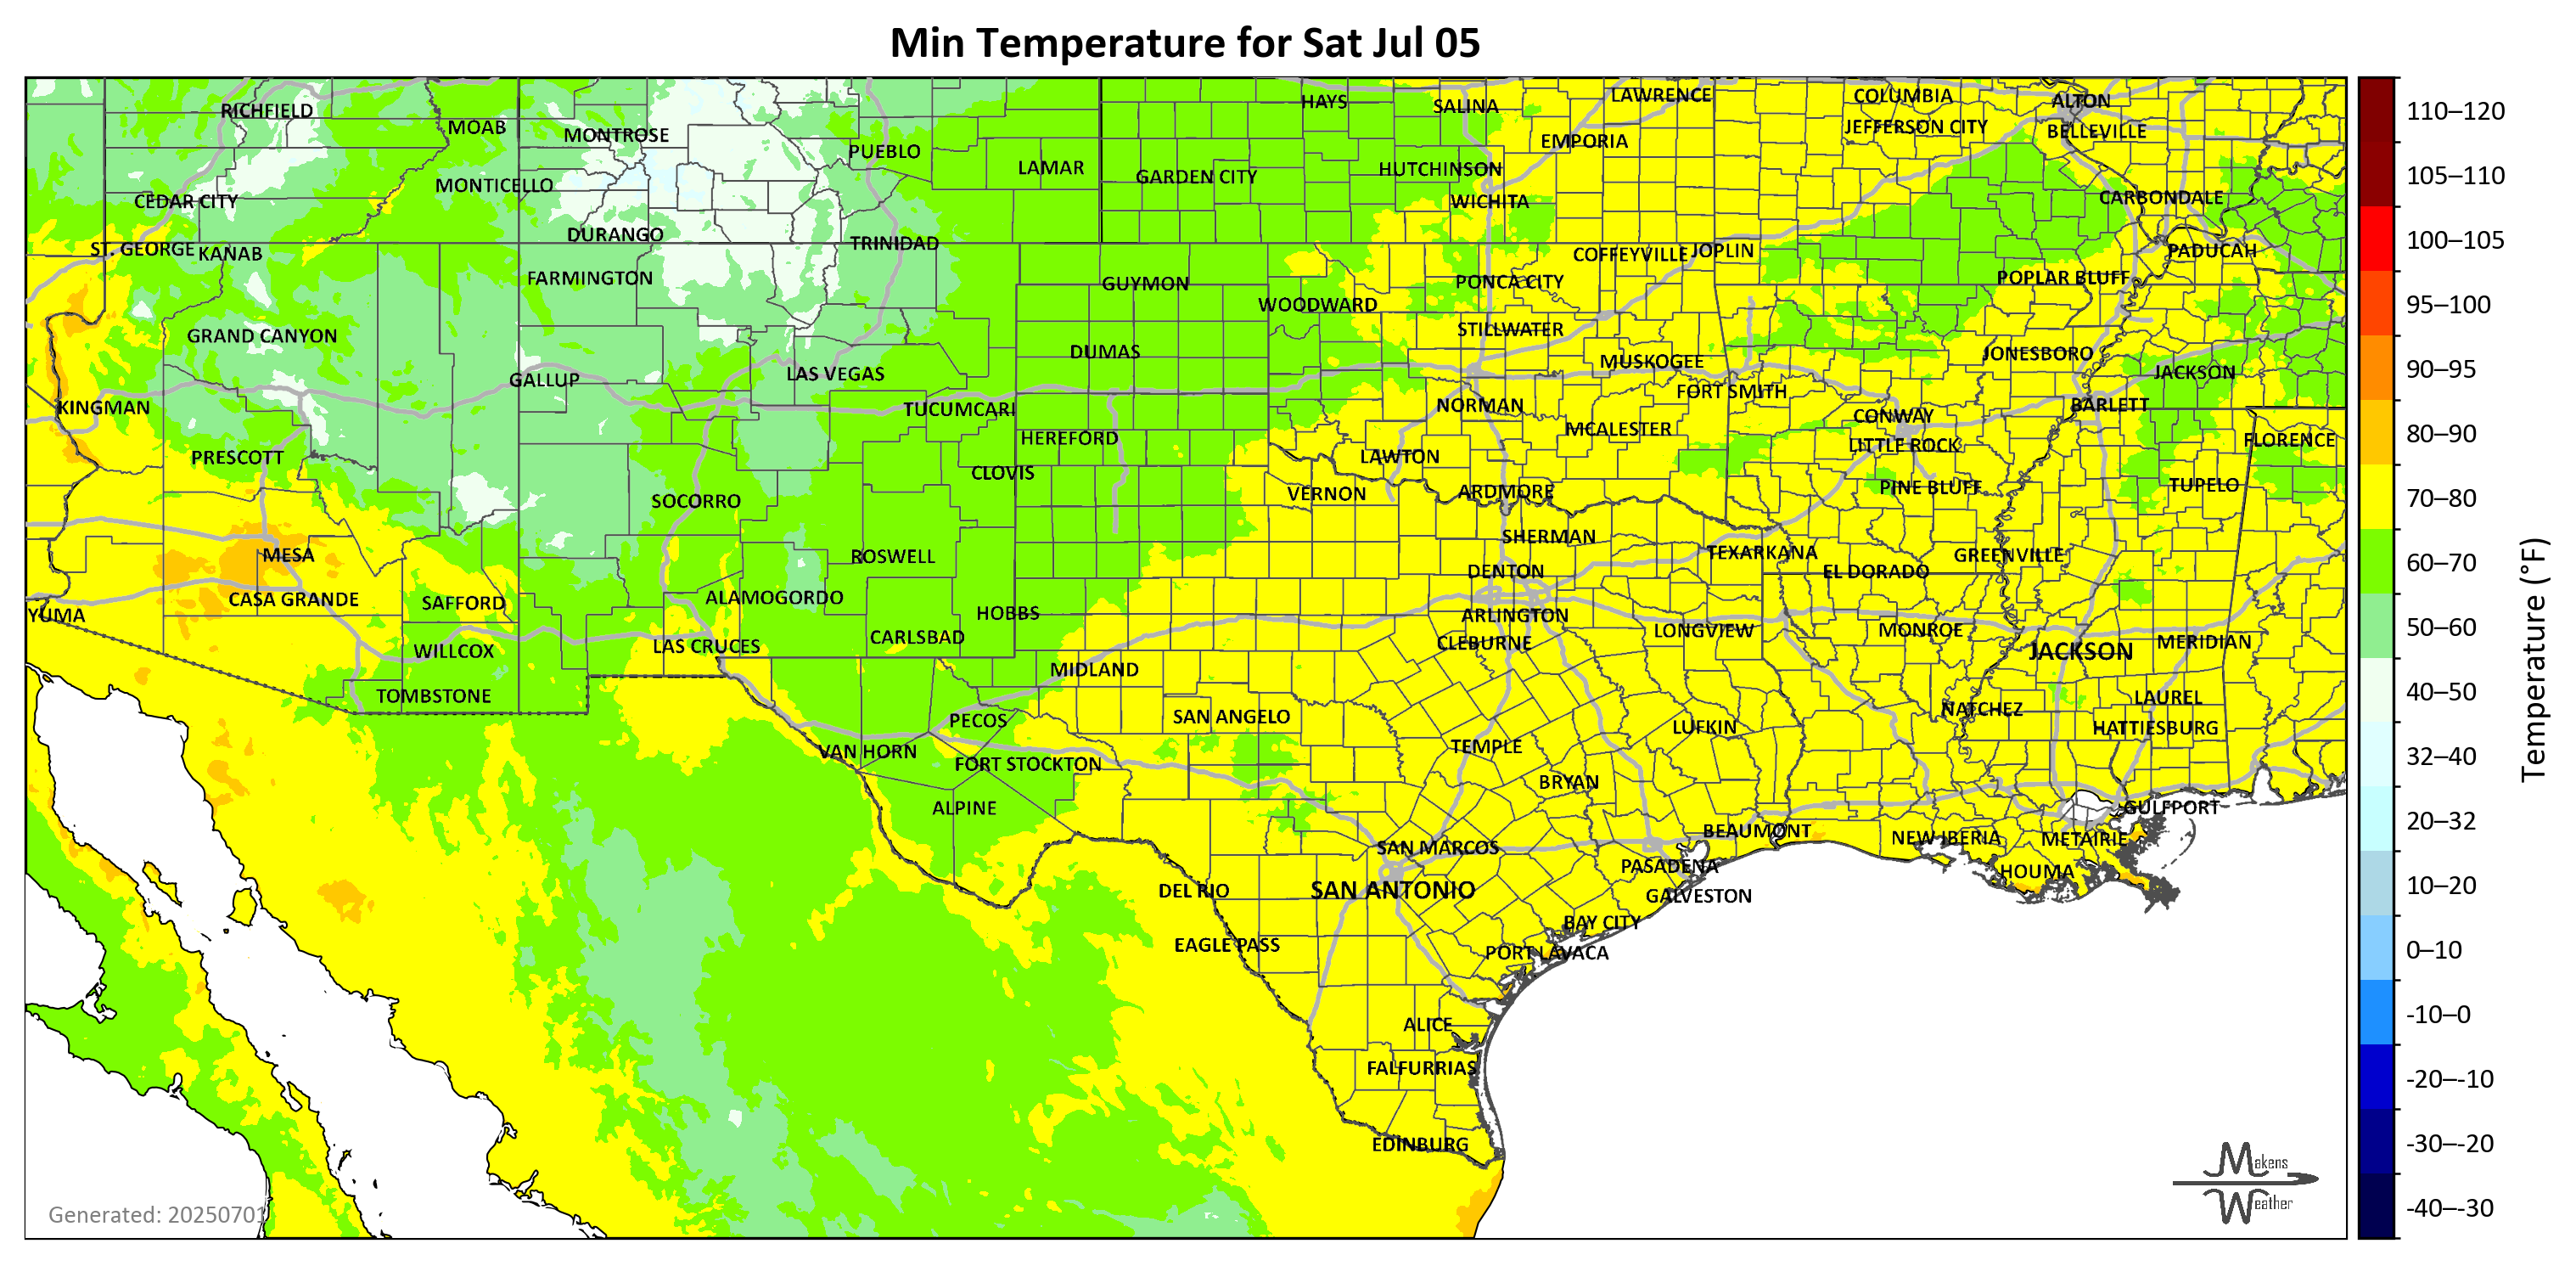 Min Temperature for Sat Jul 05
RICHFIELD
MOAB
MONTROSE
PUEBLO
LAMAR
HAYS
SALINA
LAWRENCE
COLUMBIA
ALTON
EMPORIA
JEFFERSON CITY
BELLEVILLE
GARDEN CITY
HUTCHINSON
MONTICELLO
CEDAR CITY
WICHITA
CARBONDALE
DURANGO
TRINIDAD
ST. GEORGE
KANAB
COFFEYVILLE
JOPLIN
PADUCAH
FARMINGTON
GUYMON
PONCA CITY
POPLAR BLUFF
WOODWARD
GRAND CANYON
STILLWATER
DUMAS
MUSKOGEE
JONESBORO
GALLUP
LAS VEGAS
FORT SMITH
JACKSON
KINGMAN
TUCUMCARI
NORMAN
CONWAY
BARLETT
HEREFORD
MCALESTER
LITTLE ROCK
FLORENCE
PRESCOTT
CLOVIS
LAWTON
SOCORRO
VERNON
ARDMORE
PINE BLUFF
TUPELO
MESA
ROSWELL
SHERMAN
TEXARKANA
GREENVILLE
DENTON
EL DORADO
YUMA
CASA GRANDE
SAFFORD
ALAMOGORDO
HOBBS
ARLINGTON
WILLCOX
LAS CRUCES
CARLSBAD
CLEBURNE
LONGVIEW
MONROE
JACKSON
MERIDIAN
MIDLAND
TOMBSTONE
PECOS
SAN ANGELO
LUFKIN
NATCHEZ
LAUREL
HATTIESBURG
VAN HORN
FORT STOCKTON
TEMPLE
BRYAN
ALPINE
GULFPORT
SAN MARCOS
BEAUMONT
NEW IBERIA
METAIRIE
DEL RIO
SAN ANTONIO
PASADENA
HOUMA
GALVESTON
EAGLE PASS
BAY CITY
PORT LAVACA
ALICE
FALFURRIAS
EDINBURG
Generated: 20250701
Makens
Weather
110–120
105–110
100–105
95–100
90–95
80–90
70–80
60–70
50–60
40–50
32–40
20–32
10–20
0–10
-10–0
-20–-10
-30–-20
-40–-30
Temperature (°F)